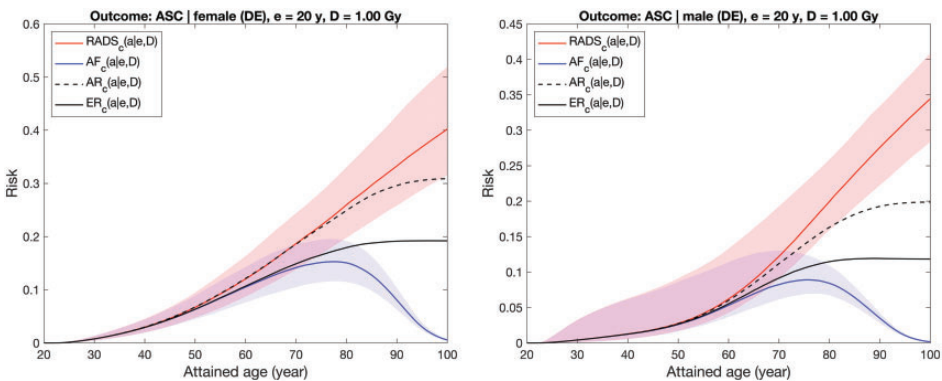 Outcome: ASC | female (DE), e = 20 y, D = 1.00 Gy
RADS_c(a|e,D)
AF_c(a|e,D)
AR_c(a|e,D)
ER_c(a|e,D)
Risk
0.6
0.5
0.4
0.3
0.2
0.1
0
20 30 40 50 60 70 80 90 100
Attained age (year)
Outcome: ASC | male (DE), e = 20 y, D = 1.00 Gy
RADS_c(a|e,D)
AF_c(a|e,D)
AR_c(a|e,D)
ER_c(a|e,D)
Risk
0.45
0.4
0.35
0.3
0.25
0.2
0.15
0.1
0.05
0
20 30 40 50 60 70 80 90 100
Attained age (year)